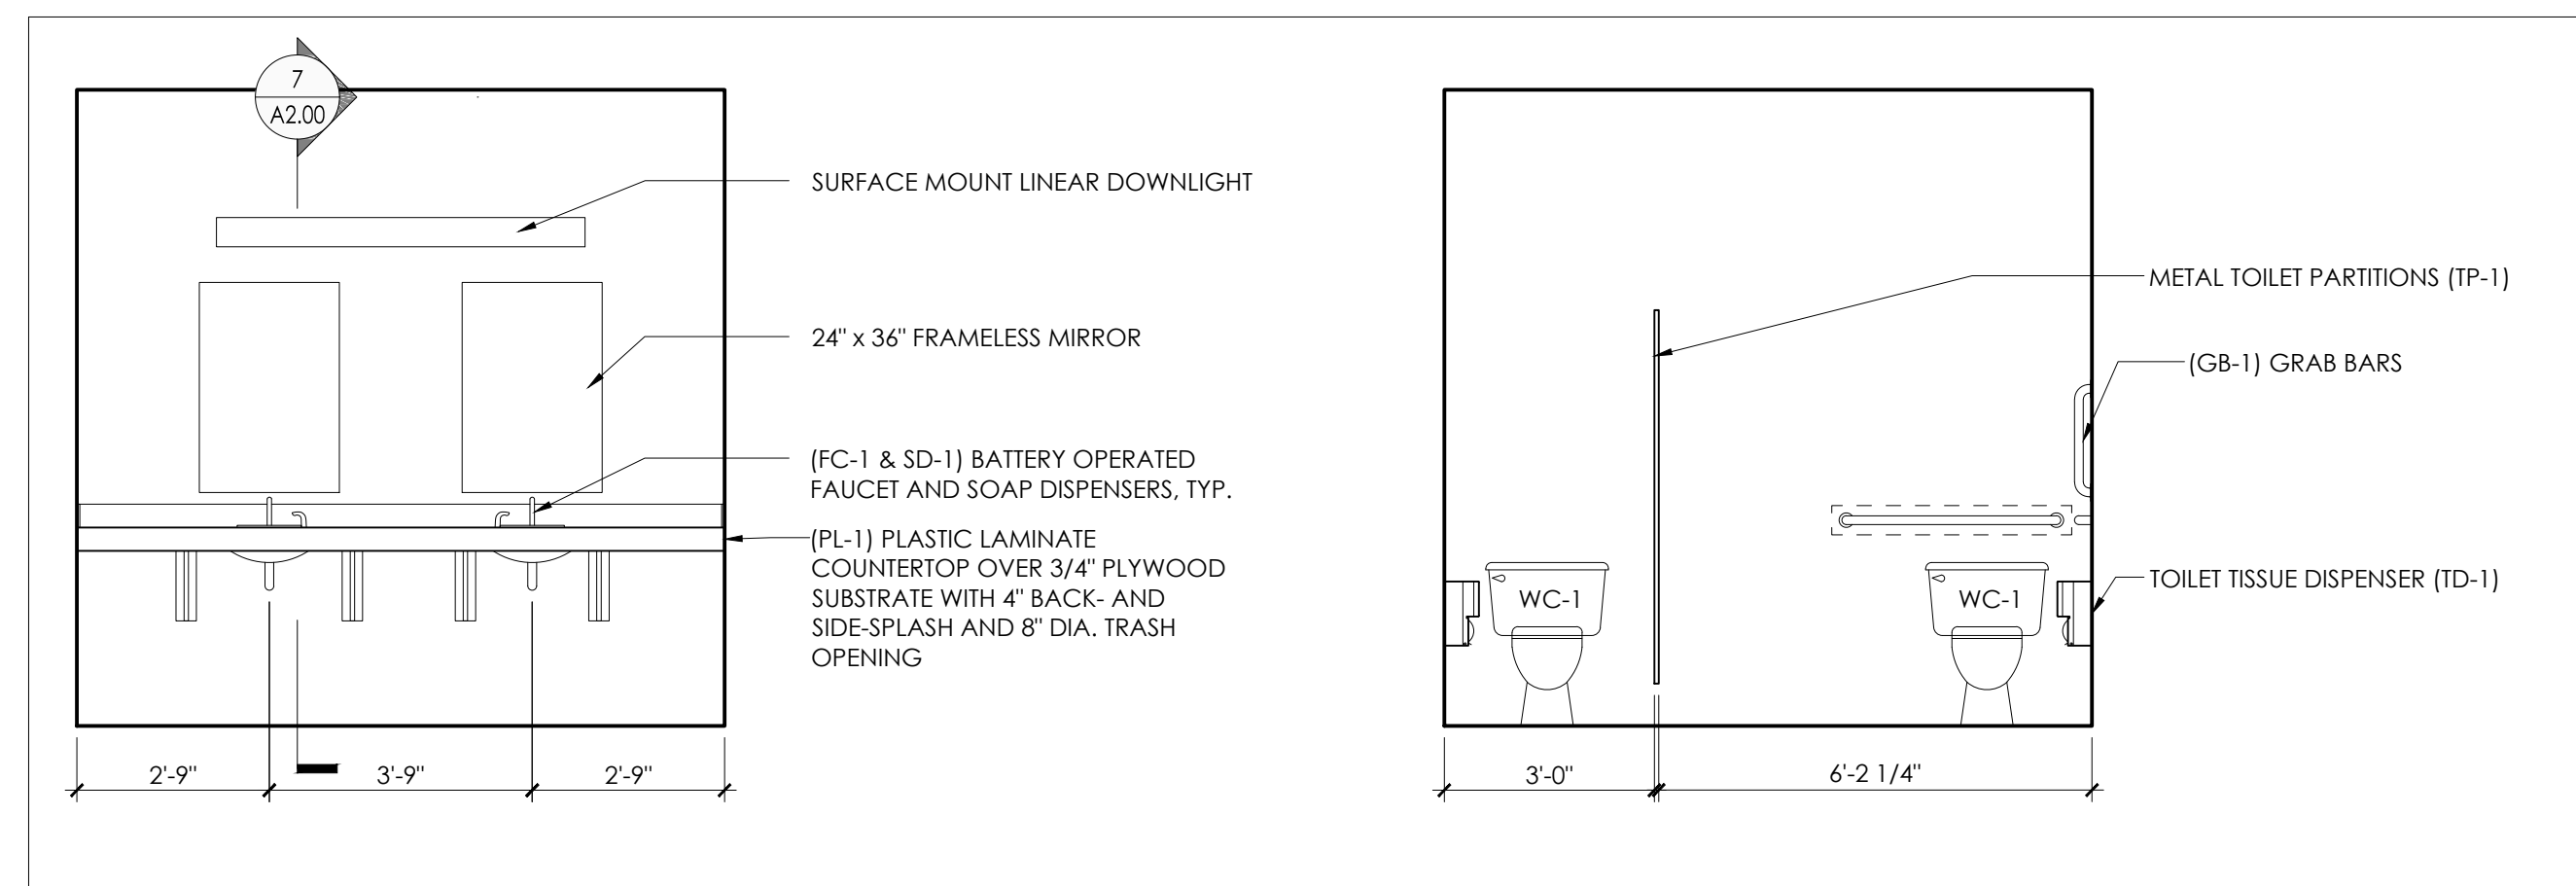 7
A2.00
SURFACE MOUNT LINEAR DOWNLIGHT
24" x 36" FRAMELESS MIRROR
(FC-1 & SD-1) BATTERY OPERATED
FAUCET AND SOAP DISPENSERS, TYP.
(PL-1) PLASTIC LAMINATE
COUNTERTOP OVER 3/4" PLYWOOD
SUBSTRATE WITH 4" BACK- AND
SIDE-SPLASH AND 8" DIA. TRASH
OPENING
2'-9"
3'-9"
2'-9"
METAL TOILET PARTITIONS (TP-1)
(GB-1) GRAB BARS
TOILET TISSUE DISPENSER (TD-1)
WC-1
WC-1
3'-0"
6'-2 1/4"